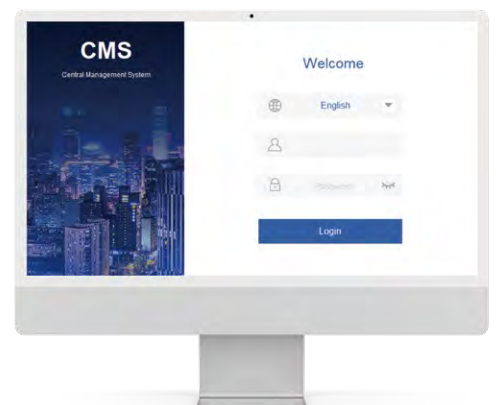 CMS
Central Management System
Welcome
English
Password
Login